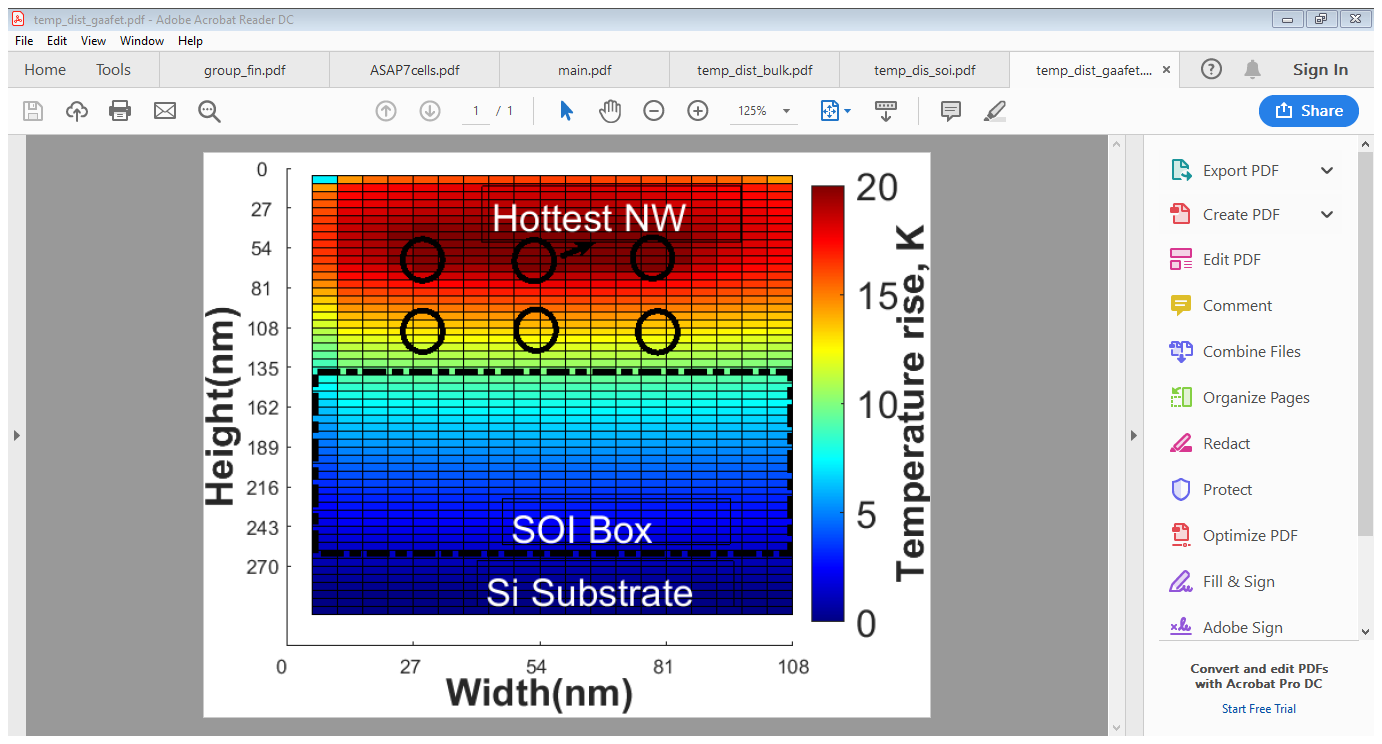 temp_dist_gaafet.pdf - Adobe Acrobat Reader DC
File Edit View Window Help
Home Tools group_fin.pdf ASAP7cells.pdf main.pdf temp_dist_bulk.pdf temp_dis_soi.pdf temp_dist_gaafet.... × ? Sign In
1 / 1 125% Share
0
27
54
81
108
135
162
189
216
243
270
Height(nm)
Hottest NW
SOI Box
Si Substrate
0 27 54 81 108
Width(nm)
20
15
10
5
0
Temperature rise, K
Export PDF
Create PDF
Edit PDF
Comment
Combine Files
Organize Pages
Redact
Protect
Optimize PDF
Fill & Sign
Adobe Sign
Convert and edit PDFs
with Acrobat Pro DC
Start Free Trial